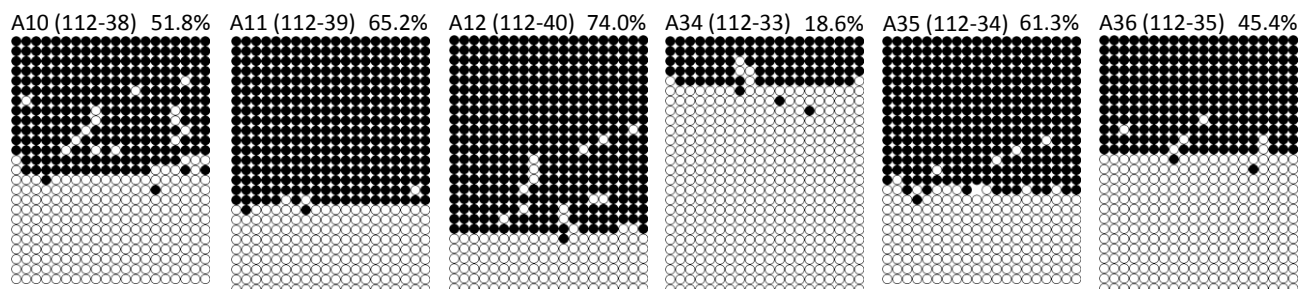 A10 (112-38) 51.8%
A11 (112-39) 65.2%
A12 (112-40) 74.0%
A34 (112-33) 18.6%
A35 (112-34) 61.3%
A36 (112-35) 45.4%